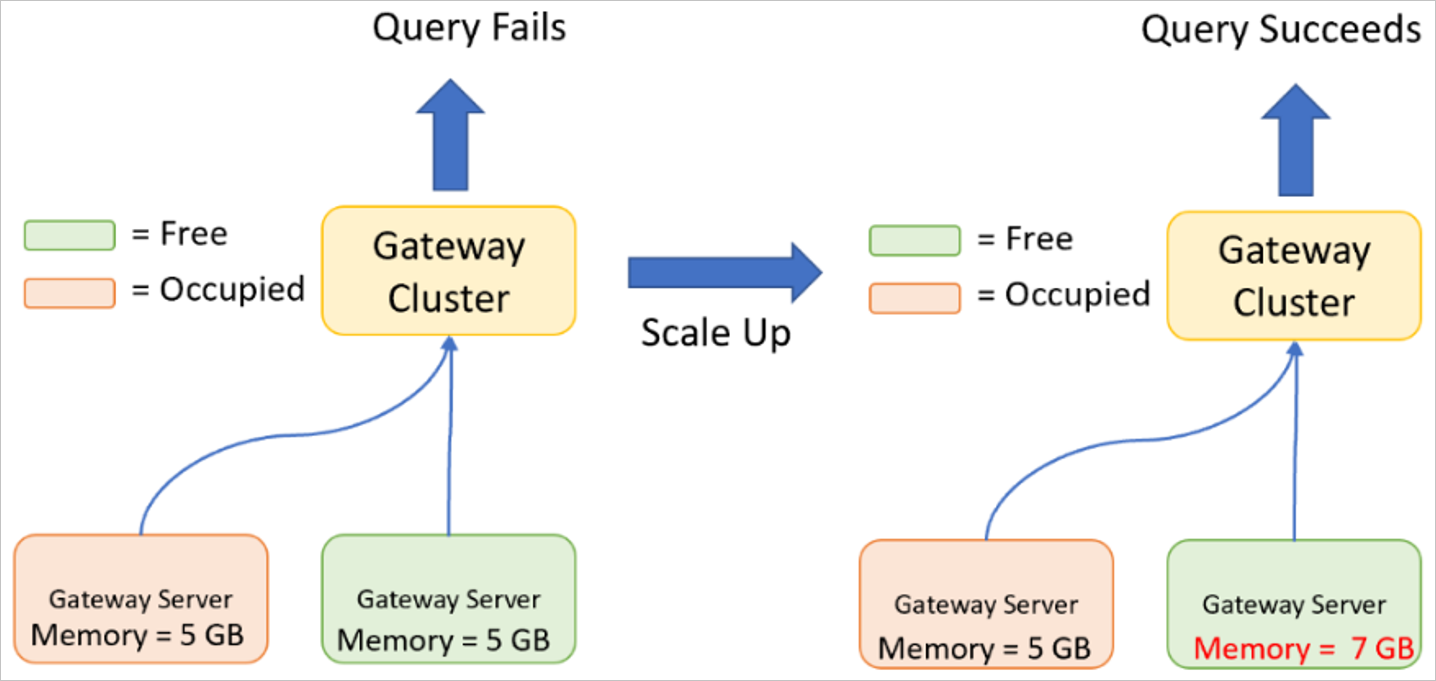 Query Fails
= Free
= Occupied
Gateway
Cluster
Gateway Server
Memory = 5 GB
Gateway Server
Memory = 5 GB
Scale Up
Query Succeeds
= Free
= Occupied
Gateway
Cluster
Gateway Server
Memory = 5 GB
Gateway Server
Memory = 7 GB